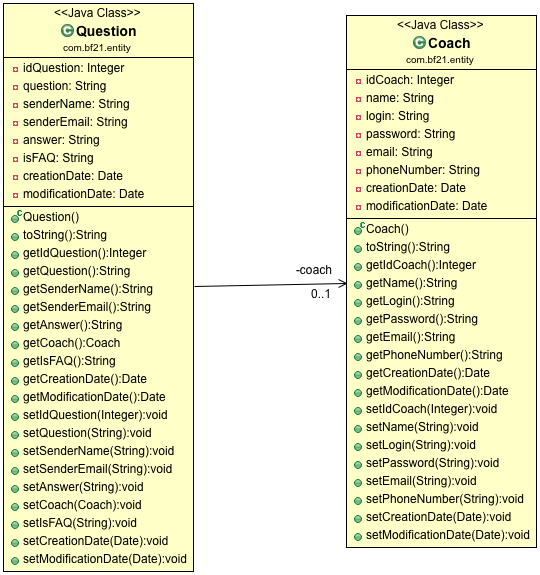 <<Java Class>>
Question
com.bf21.entity
idQuestion: Integer
question: String
senderName: String
senderEmail: String
answer: String
isFAQ: String
creationDate: Date
modificationDate: Date
Question()
toString():String
getIdQuestion():Integer
getQuestion():String
getSenderName():String
getSenderEmail():String
getAnswer():String
getCoach():Coach
getIsFAQ():String
getCreationDate():Date
getModificationDate():Date
setIdQuestion(Integer):void
setQuestion(String):void
setSenderName(String):void
setSenderEmail(String):void
setAnswer(String):void
setCoach(Coach):void
setIsFAQ(String):void
setCreationDate(Date):void
setModificationDate(Date):void
-coach
0..1
<<Java Class>>
Coach
com.bf21.entity
idCoach: Integer
name: String
login: String
password: String
email: String
phoneNumber: String
creationDate: Date
modificationDate: Date
Coach()
toString():String
getIdCoach():Integer
getName():String
getLogin():String
getPassword():String
getEmail():String
getPhoneNumber():String
getCreationDate():Date
getModificationDate():Date
setIdCoach(Integer):void
setName(String):void
setLogin(String):void
setPassword(String):void
setEmail(String):void
setPhoneNumber(String):void
setCreationDate(Date):void
setModificationDate(Date):void